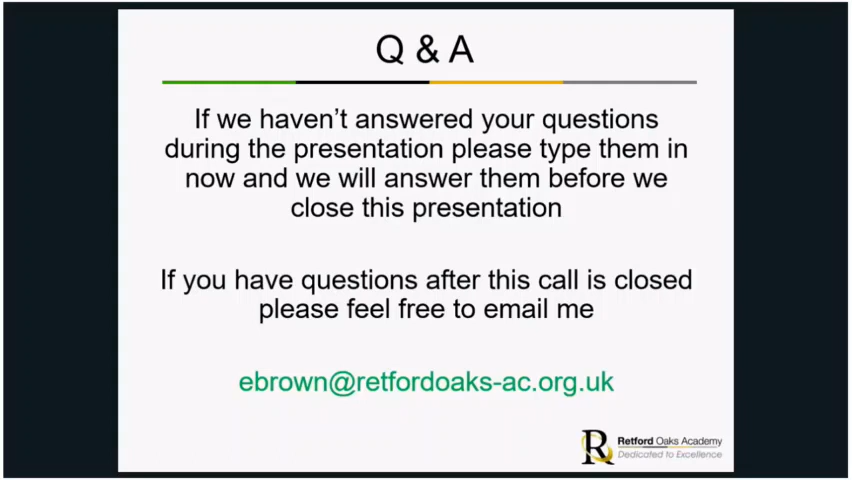 Q & A
If we haven't answered your questions
during the presentation please type them in
now and we will answer them before we
close this presentation
If you have questions after this call is closed
please feel free to email me
ebrown@retfordoaks-ac.org.uk
Retford Oaks Academy
Dedicated to Excellence